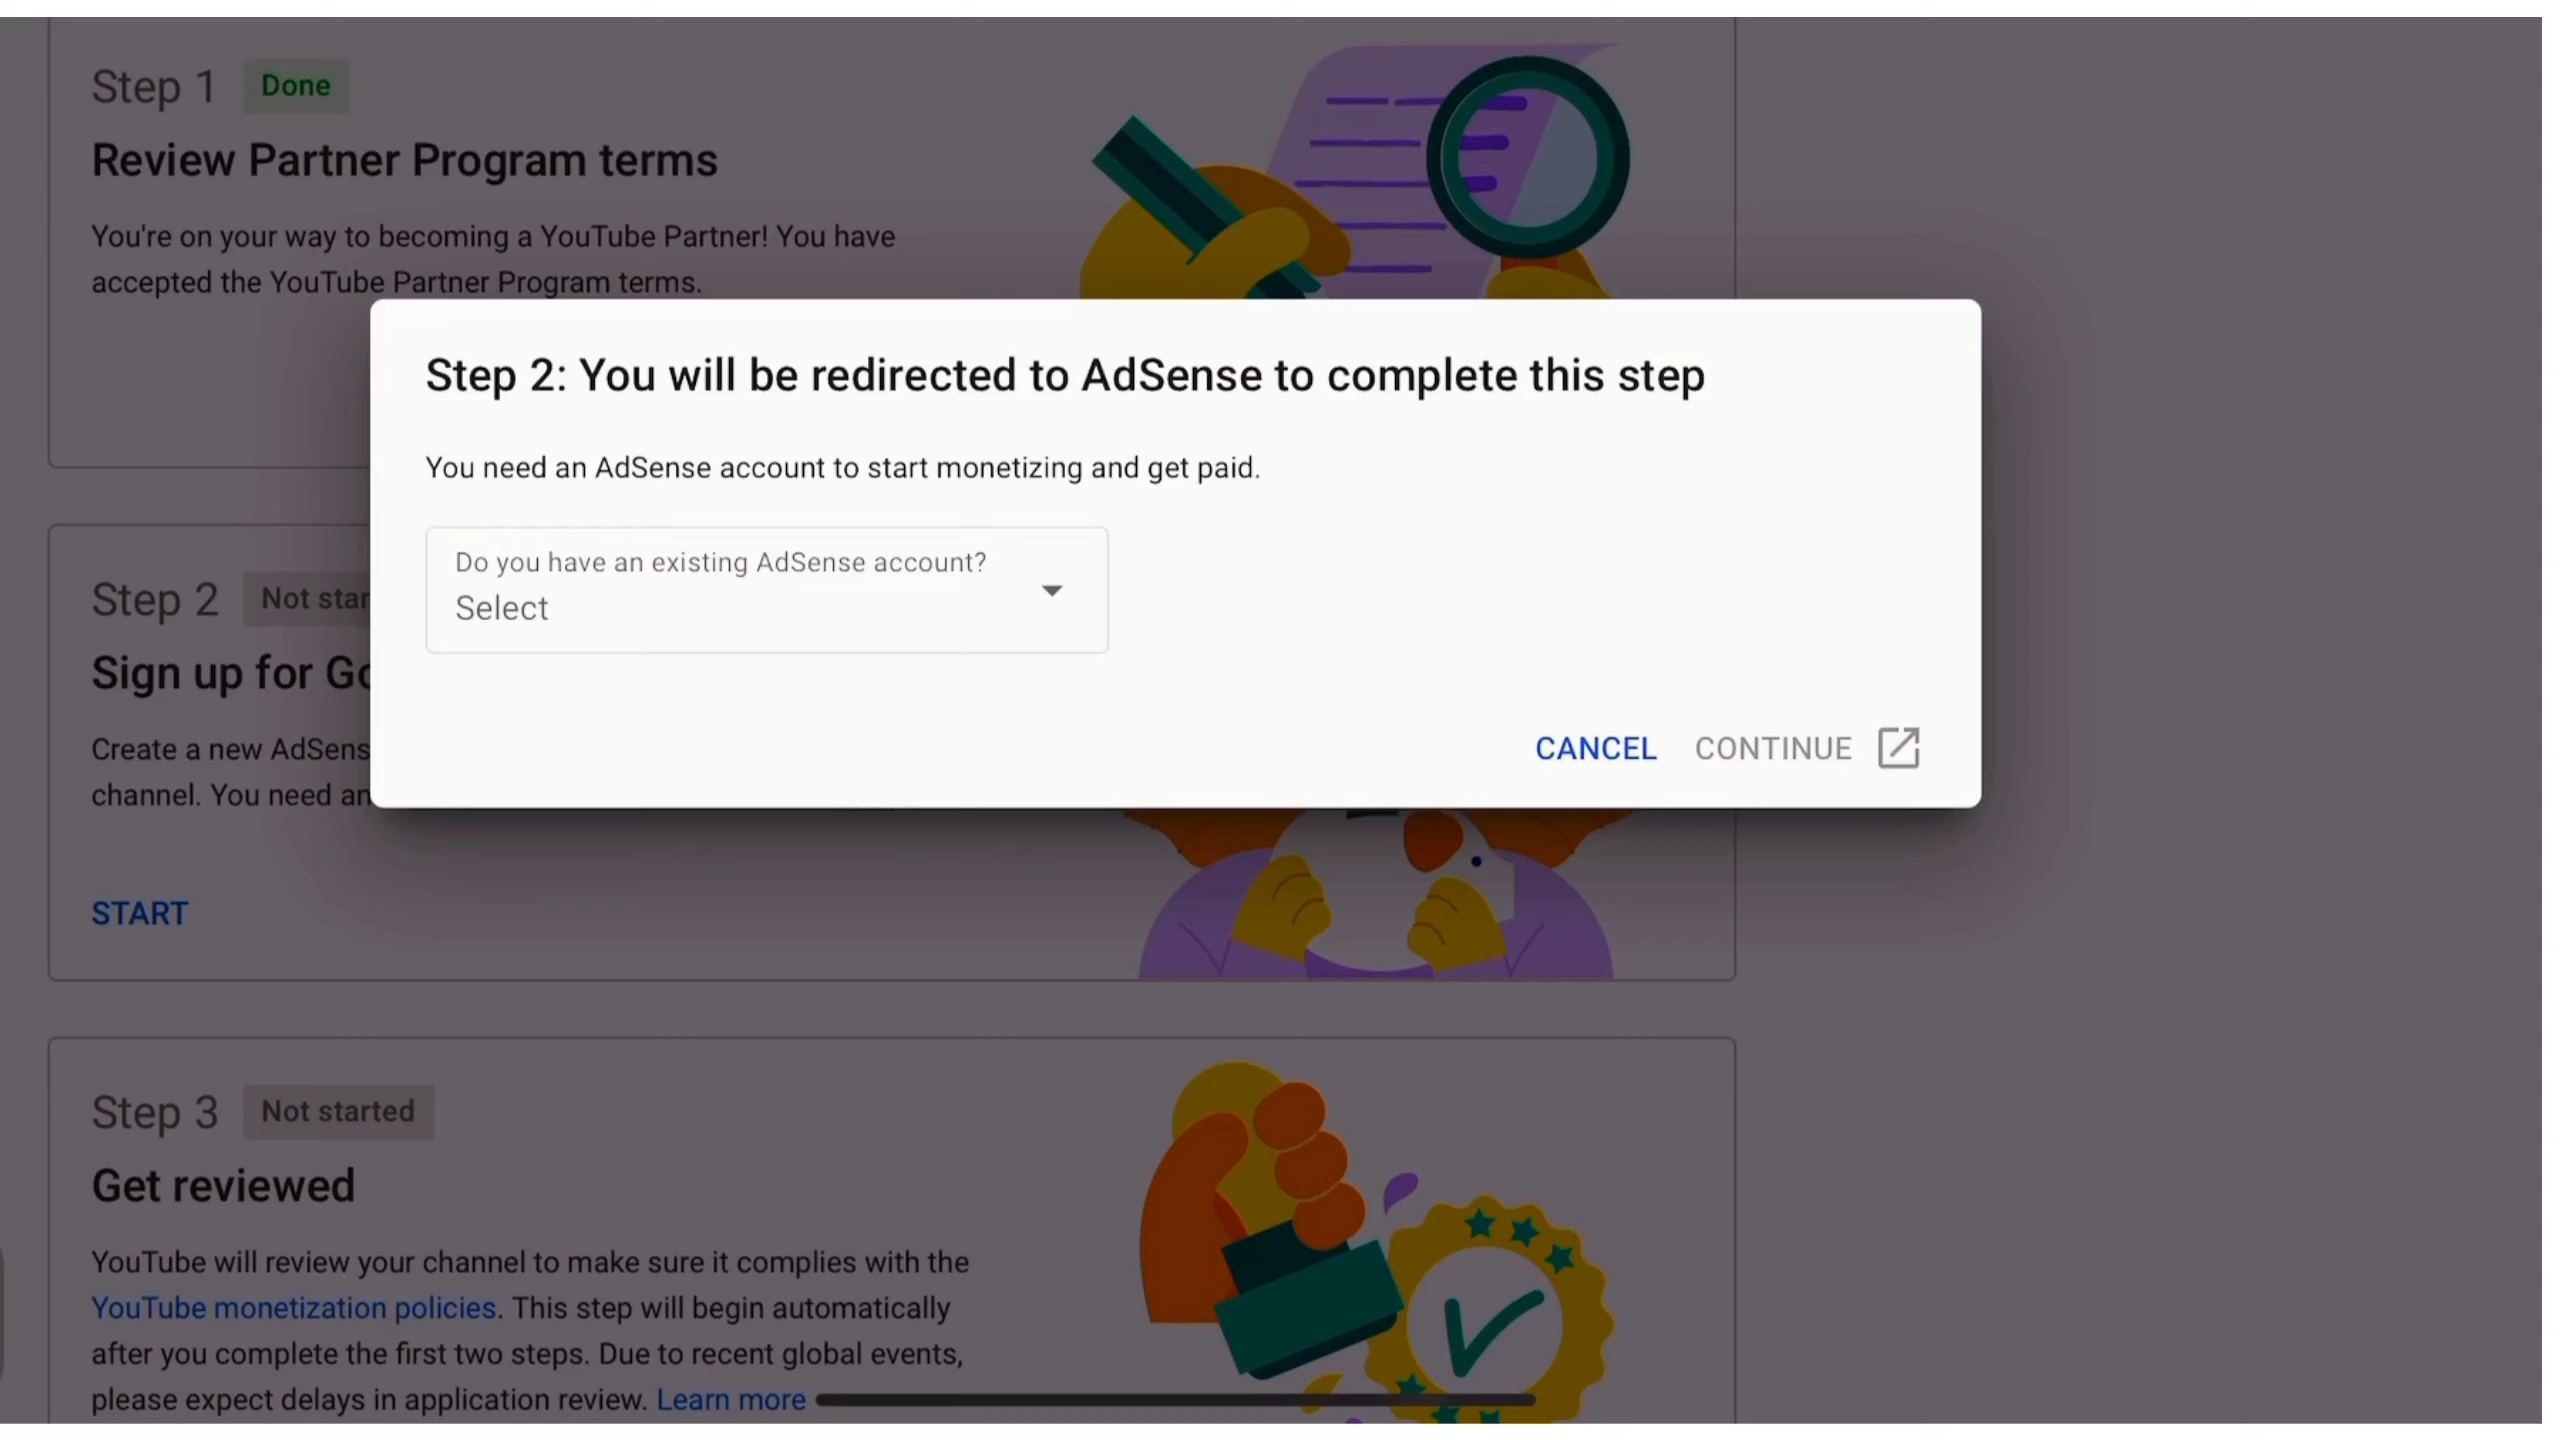 Step 1 Done
Review Partner Program terms
You're on your way to becoming a YouTube Partner! You have
accepted the YouTube Partner Program terms.
Step 2: You will be redirected to AdSense to complete this step
You need an AdSense account to start monetizing and get paid.
Do you have an existing AdSense account?
Select
CANCEL CONTINUE
Step 2 Not star
Sign up for Go
Create a new AdSens
channel. You need an
START
Step 3 Not started
Get reviewed
YouTube will review your channel to make sure it complies with the
YouTube monetization policies. This step will begin automatically
after you complete the first two steps. Due to recent global events,
please expect delays in application review. Learn more